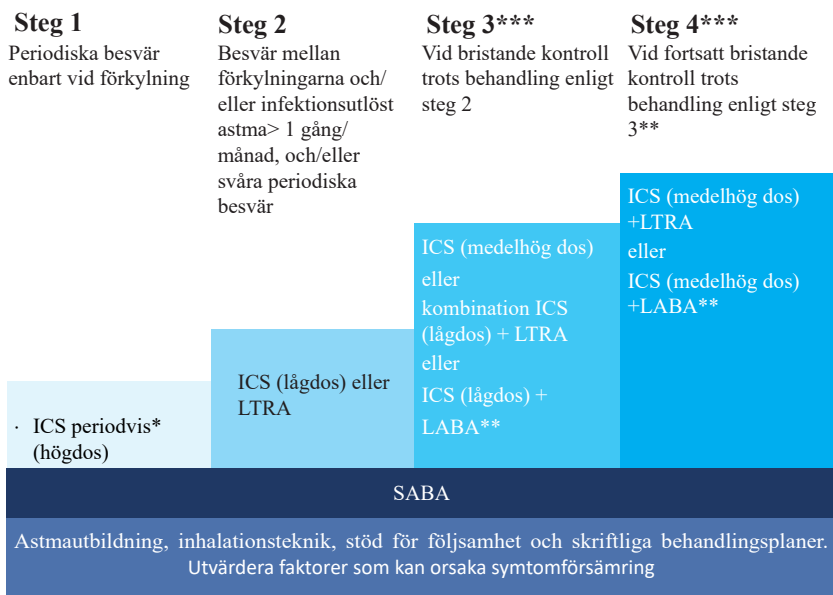 Steg 1
Periodiska besvär
enbart vid förkylning
Steg 2
Besvär mellan
förkylningarna och/
eller infektionsutlöst
astma> 1 gång/
månad, och/eller
svåra periodiska
besvär
Steg 3***
Vid bristande kontroll
trots behandling enligt
steg 2
Steg 4***
Vid fortsatt bristande
kontroll trots
behandling enligt steg
3**
· ICS periodvis*
(högdos)
ICS (lågdos) eller
LTRA
ICS (medelhög dos)
eller
kombination ICS
(lågdos) + LTRA
eller
ICS (lågdos) +
LABA**
ICS (medelhög dos)
+LTRA
eller
ICS (medelhög dos)
+LABA**
SABA
Astmautbildning, inhalationsteknik, stöd för följsamhet och skriftliga behandlingsplaner.
Utvärdera faktorer som kan orsaka symtomförsämring